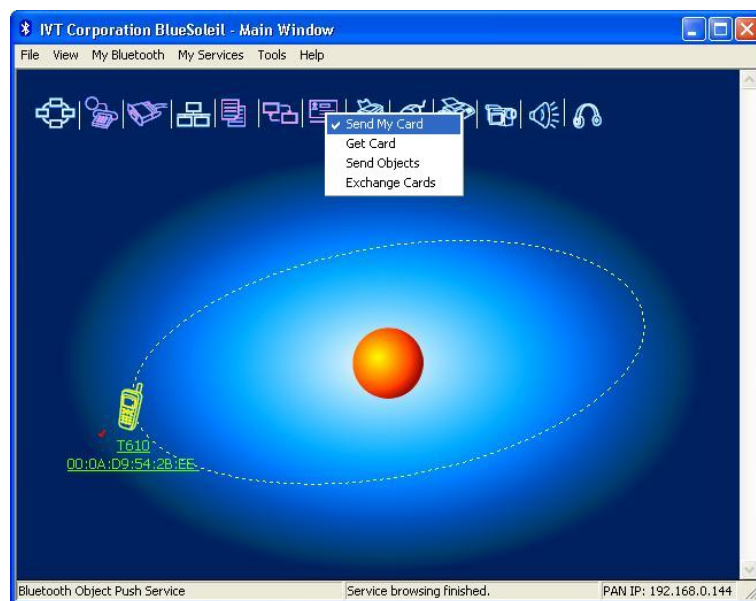 IVT Corporation BlueSoleil - Main Window
File View My Bluetooth My Services Tools Help
Send My Card
Get Card
Send Objects
Exchange Cards
T610
00:0A:D9:54:2B:EE
Bluetooth Object Push Service Service browsing finished. PAN IP: 192.168.0.144